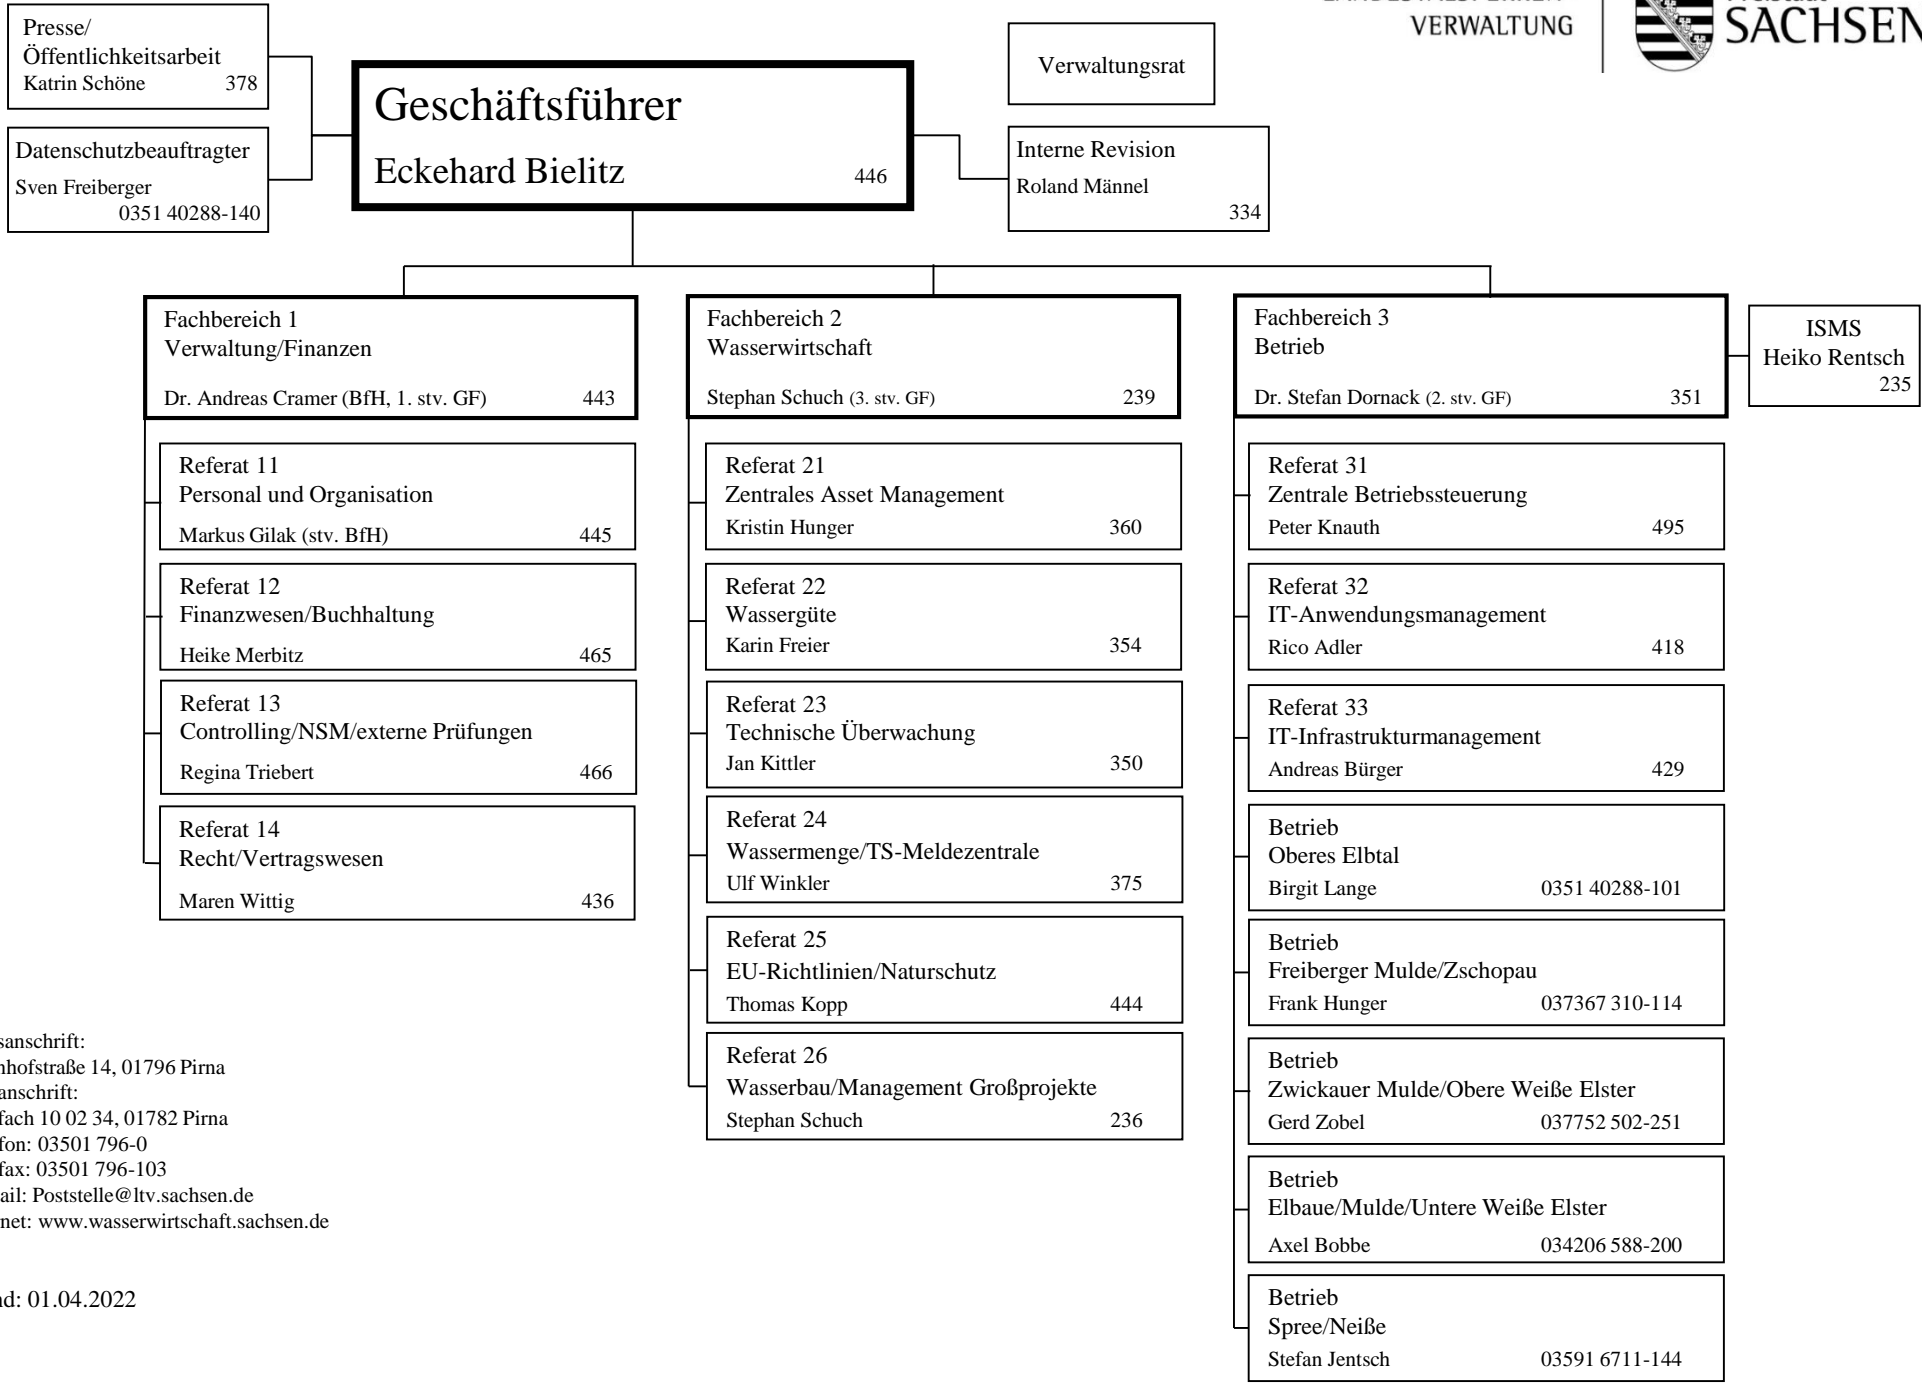 Presse/
Öffentlichkeitsarbeit
Katrin Schöne 378
Datenschutzbeauftragter
Sven Freiberger
0351 40288-140
Geschäftsführer
Eckehard Bielitz 446
Verwaltungsrat
Interne Revision
Roland Männel
334
VERWALTUNG
SACHSEN
Fachbereich 1
Verwaltung/Finanzen
Dr. Andreas Cramer (BfH, 1. stv. GF) 443
Referat 11
Personal und Organisation
Markus Gilak (stv. BfH) 445
Referat 12
Finanzwesen/Buchhaltung
Heike Merbitz 465
Referat 13
Controlling/NSM/externe Prüfungen
Regina Triebert 466
Referat 14
Recht/Vertragswesen
Maren Wittig 436
Fachbereich 2
Wasserwirtschaft
Stephan Schuch (3. stv. GF) 239
Referat 21
Zentrales Asset Management
Kristin Hunger 360
Referat 22
Wassergüte
Karin Freier 354
Referat 23
Technische Überwachung
Jan Kittler 350
Referat 24
Wassermenge/TS-Meldezentrale
Ulf Winkler 375
Referat 25
EU-Richtlinien/Naturschutz
Thomas Kopp 444
Referat 26
Wasserbau/Management Großprojekte
Stephan Schuch 236
Fachbereich 3
Betrieb
Dr. Stefan Dornack (2. stv. GF) 351
ISMS
Heiko Rentsch
235
Referat 31
Zentrale Betriebssteuerung
Peter Knauth 495
Referat 32
IT-Anwendungsmanagement
Rico Adler 418
Referat 33
IT-Infrastrukturmanagement
Andreas Bürger 429
Betrieb
Oberes Elbtal
Birgit Lange 0351 40288-101
Betrieb
Freiberger Mulde/Zschopau
Frank Hunger 037367 310-114
Betrieb
Zwickauer Mulde/Obere Weiße Elster
Gerd Zobel 037752 502-251
Betrieb
Elbaue/Mulde/Untere Weiße Elster
Axel Bobbe 034206 588-200
Betrieb
Spree/Neiße
Stefan Jentsch 03591 6711-144
sanschrift:
nhofstraße 14, 01796 Pirna
anschrift:
fach 10 02 34, 01782 Pirna
fon: 03501 796-0
fax: 03501 796-103
ail: Poststelle@ltv.sachsen.de
net: www.wasserwirtschaft.sachsen.de
d: 01.04.2022